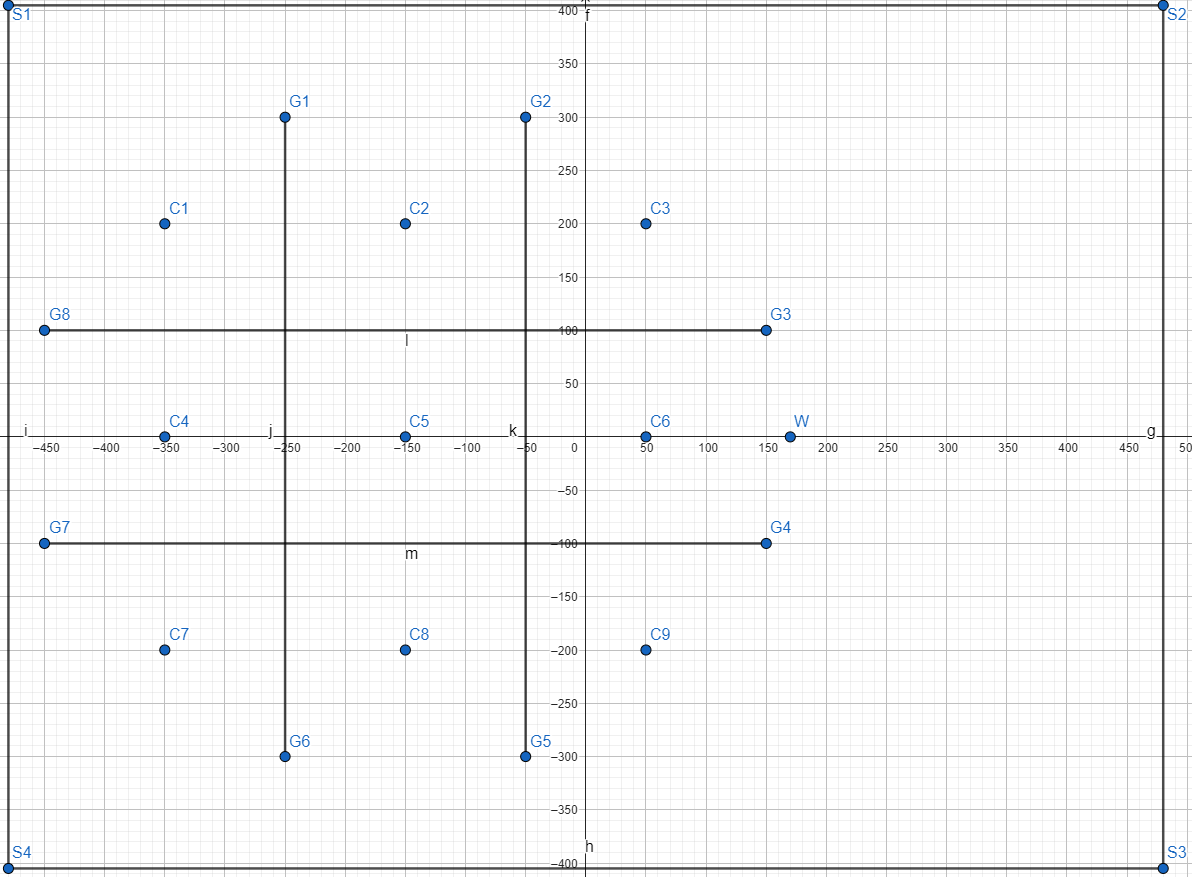 S1 400 f S2
350
G1 G2 300
250
C1 C2 200 C3
150
G8 100 G3
l
50
i C4 j C5 k C6 W g
−450 −400 −350 −300 −250 −200 −150 −100 −50 0 50 100 150 200 250 300 350 400 450 50
−50
G7 −100 G4
m
−150
C7 C8 −200 C9
−250
G6 G5 −300
−350
h
S4 −400 S3